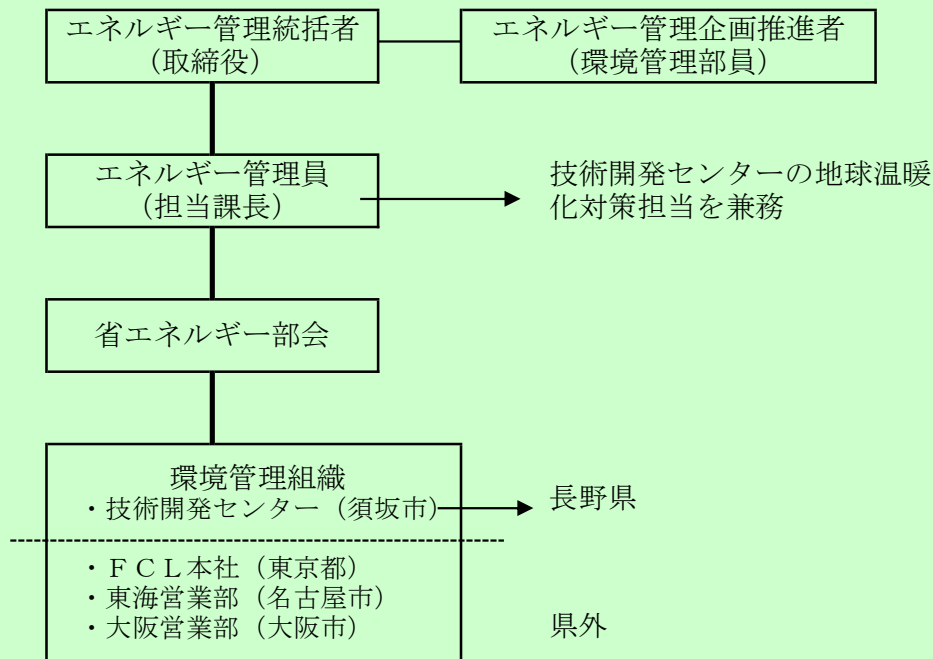 エネルギー管理統括者
（取締役）
エネルギー管理企画推進者
（環境管理部員）
エネルギー管理員
（担当課長）
技術開発センターの地球温暖
化対策担当を兼務
省エネルギー部会
環境管理組織
・技術開発センター（須坂市）
長野県
・ＦＣＬ本社（東京都）
・東海営業部（名古屋市）
・大阪営業部（大阪市）
県外